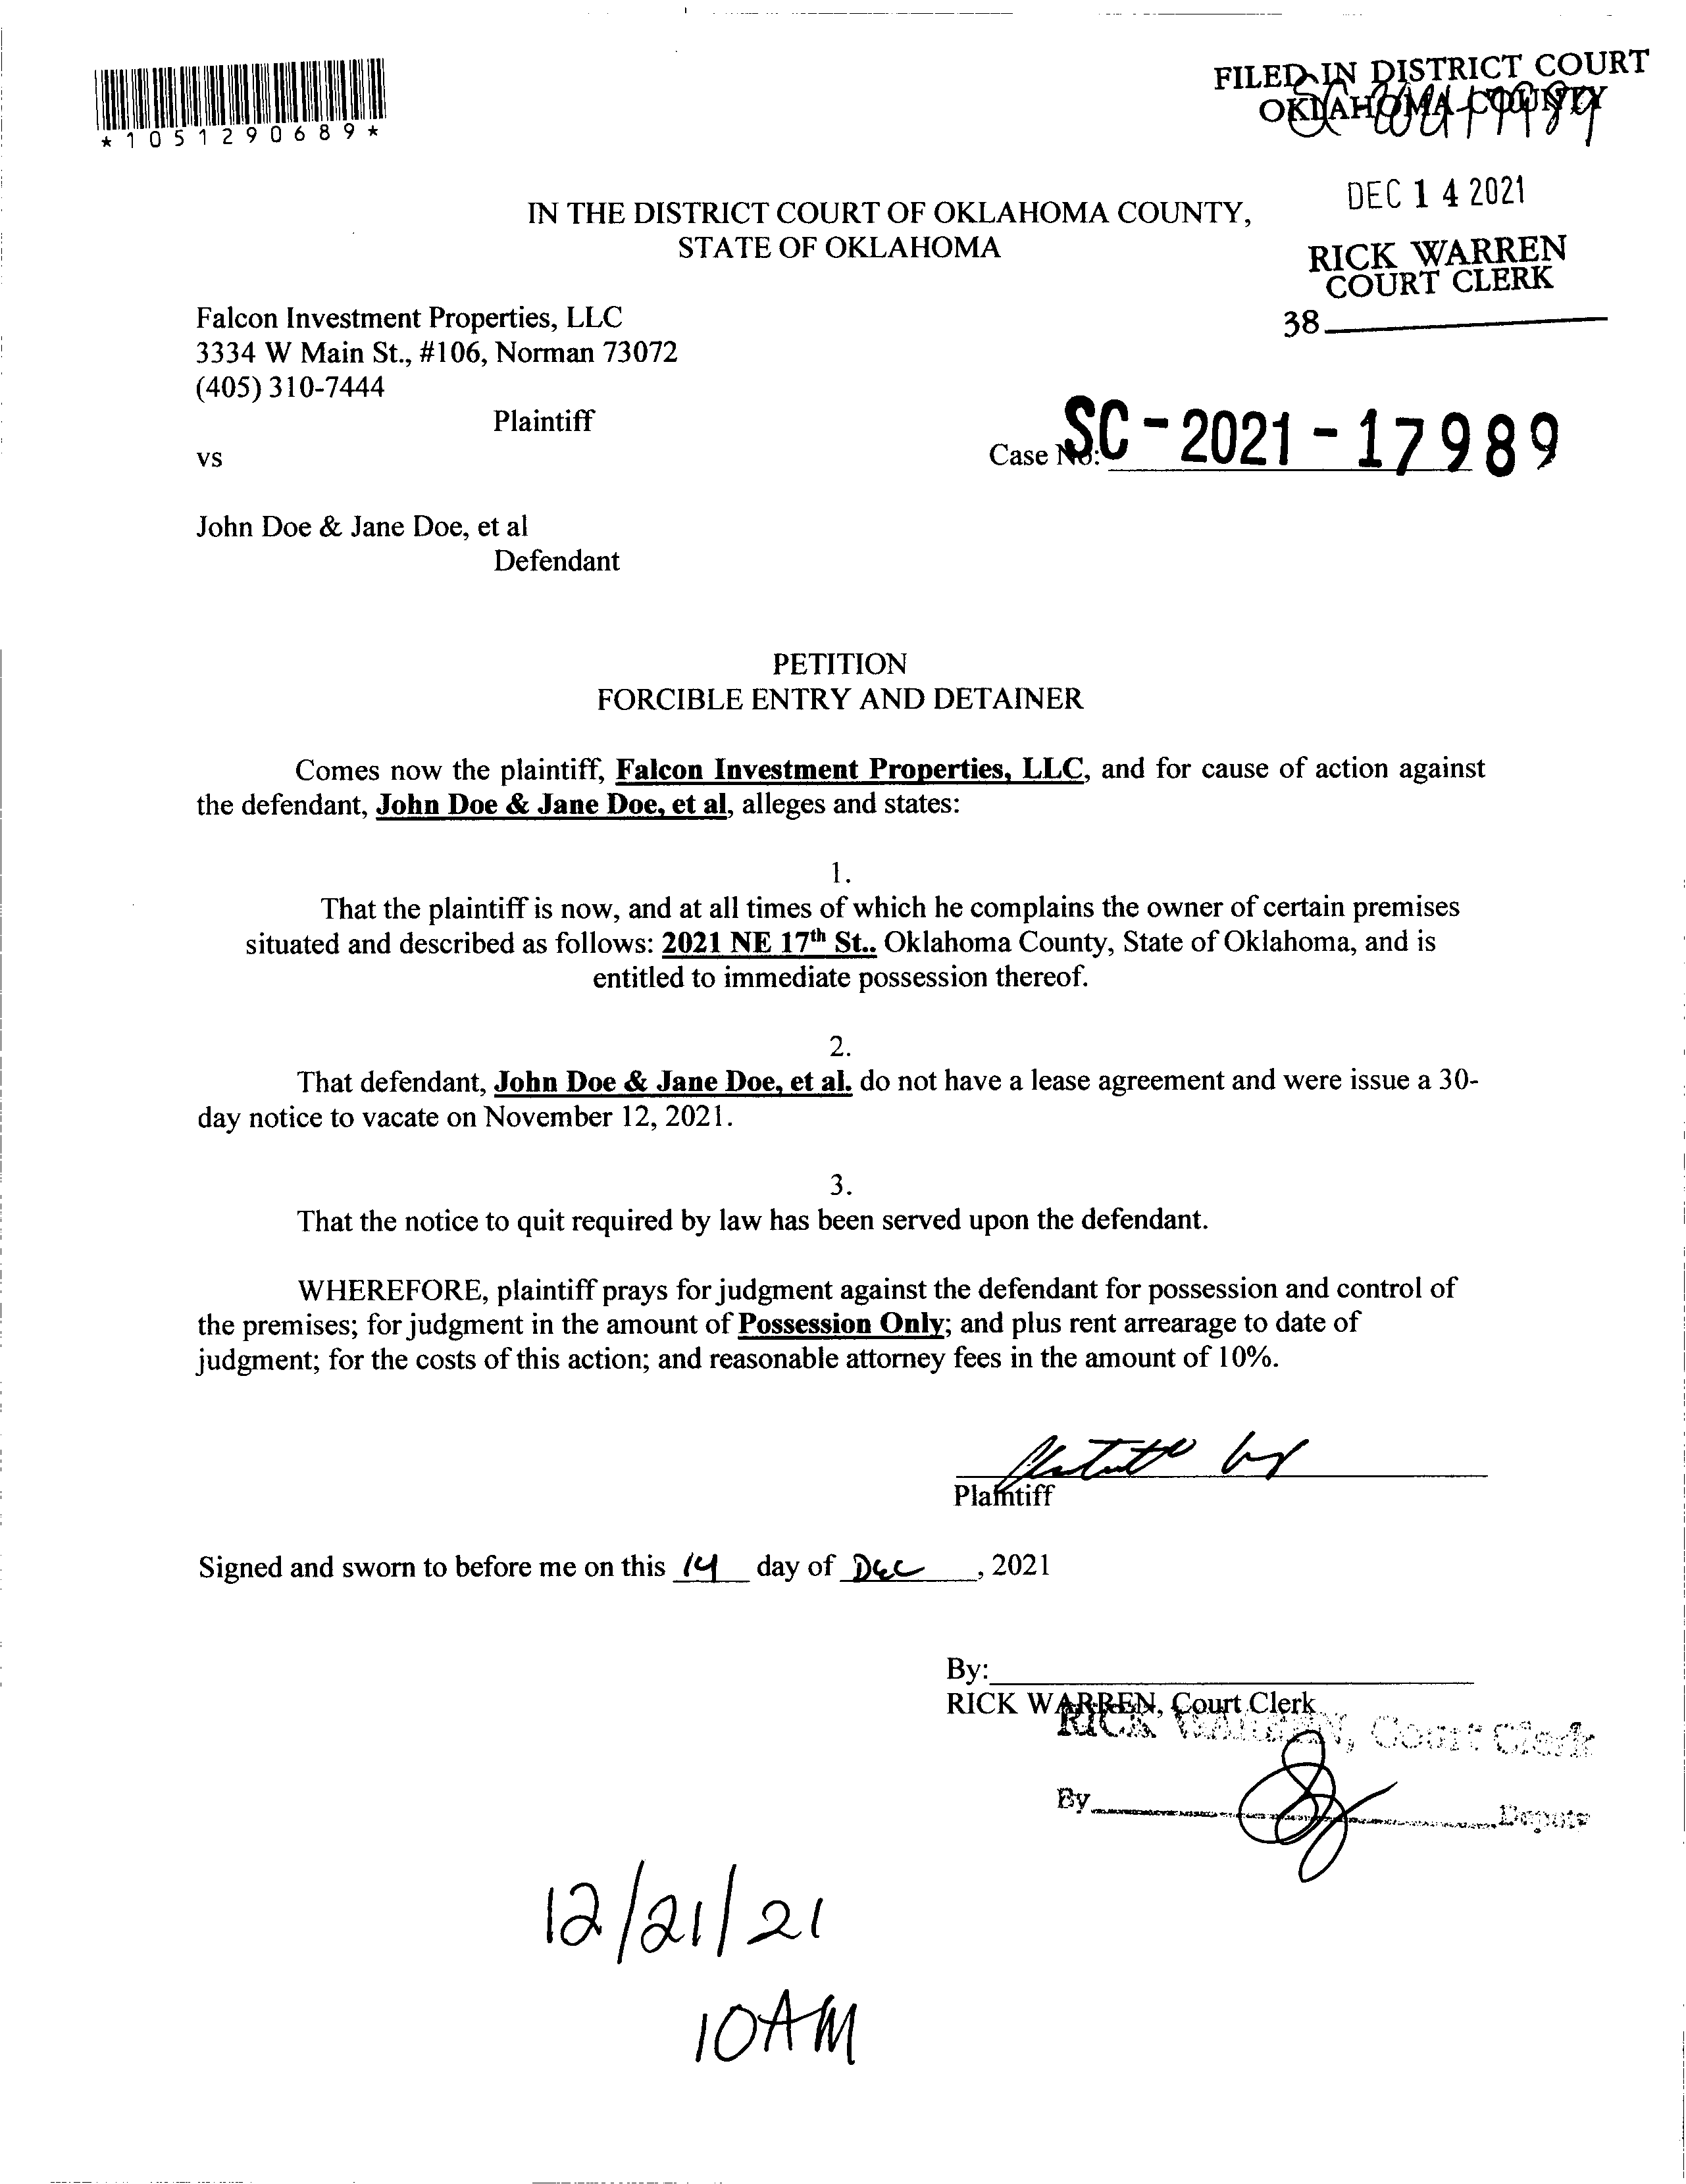 FILED IN DISTRICT COURT
OKLAHOMA COUNTY
*1051290689*
DEC 14 2021
IN THE DISTRICT COURT OF OKLAHOMA COUNTY,
STATE OF OKLAHOMA
RICK WARREN
COURT CLERK
38
Falcon Investment Properties, LLC
3334 W Main St., #106, Norman 73072
(405) 310-7444
Plaintiff
vs
Case No: SC-2021-17989
John Doe & Jane Doe, et al
Defendant
PETITION
FORCIBLE ENTRY AND DETAINER
Comes now the plaintiff, Falcon Investment Properties, LLC, and for cause of action against
the defendant, John Doe & Jane Doe, et al, alleges and states:
1.
That the plaintiff is now, and at all times of which he complains the owner of certain premises
situated and described as follows: 2021 NE 17th St.. Oklahoma County, State of Oklahoma, and is
entitled to immediate possession thereof.
2.
That defendant, John Doe & Jane Doe, et al. do not have a lease agreement and were issue a 30-
day notice to vacate on November 12, 2021.
3.
That the notice to quit required by law has been served upon the defendant.
WHEREFORE, plaintiff prays for judgment against the defendant for possession and control of
the premises; for judgment in the amount of Possession Only; and plus rent arrearage to date of
judgment; for the costs of this action; and reasonable attorney fees in the amount of 10%.
Plaintiff
Signed and sworn to before me on this 14 day of Dec, 2021
By:
RICK WARREN, Court Clerk
RICK WARREN, Court Clerk
By Deputy
12/21/21
10AM